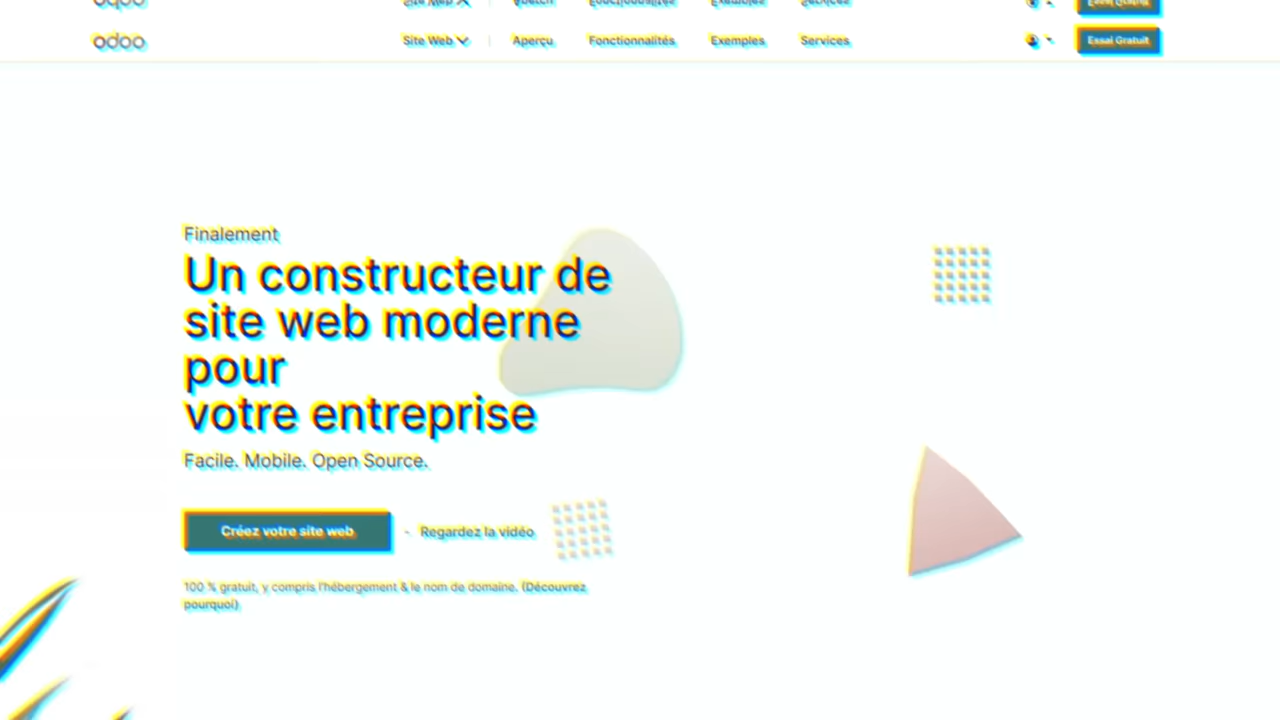 odoo Site Web Aperçu Fonctionnalités Exemples Services Essai Gratuit
Finalement
Un constructeur de
site web moderne
pour
votre entreprise
Facile. Mobile. Open Source.
Créez votre site web - Regardez la vidéo
100 % gratuit, y compris l'hébergement & le nom de domaine. (Découvrez
pourquoi)